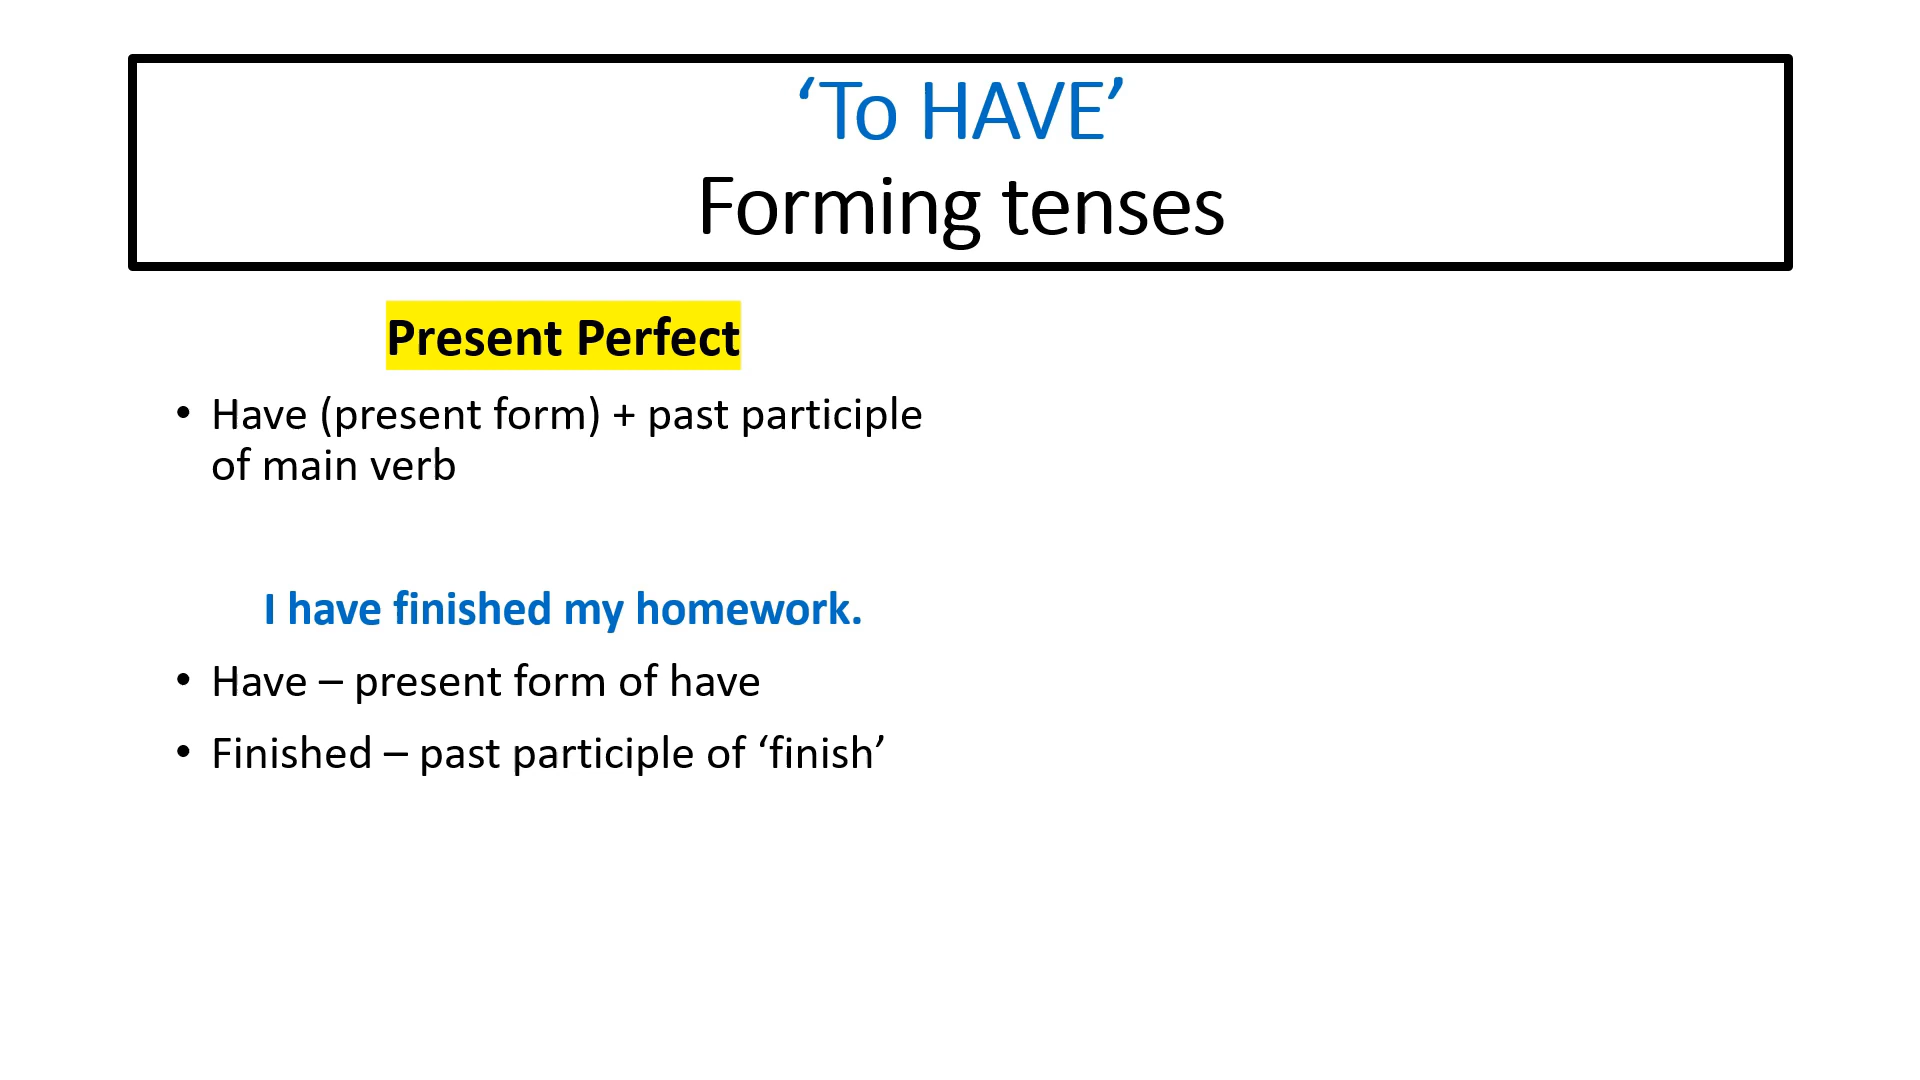 ‘To HAVE’
Forming tenses
Present Perfect
• Have (present form) + past participle
of main verb
I have finished my homework.
• Have – present form of have
• Finished – past participle of ‘finish’